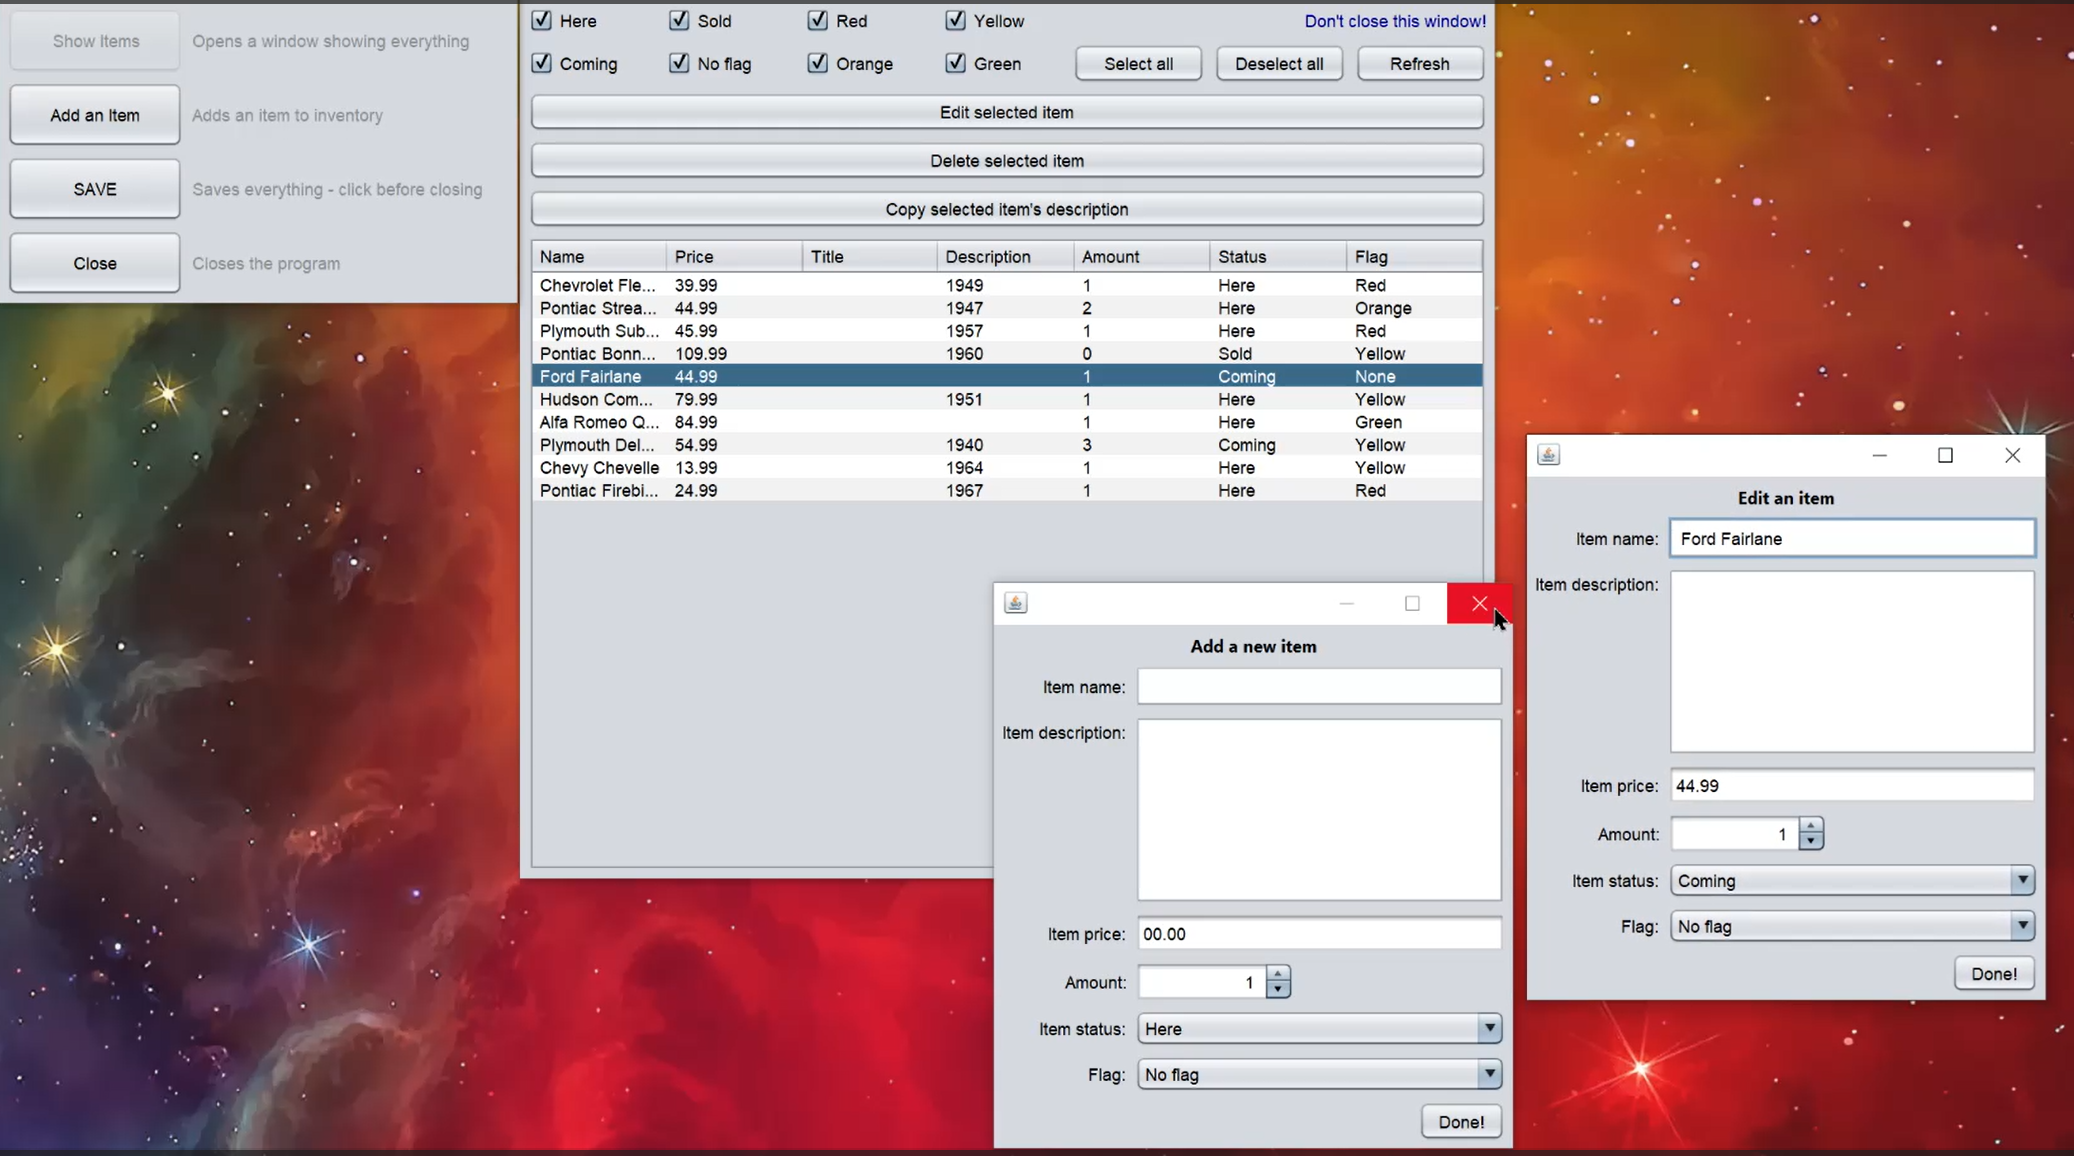 Show Items Opens a window showing everything
Add an Item Adds an item to inventory
SAVE Saves everything - click before closing
Close Closes the program
Here Sold Red Yellow Don't close this window!
Coming No flag Orange Green Select all Deselect all Refresh
Edit selected item
Delete selected item
Copy selected item's description
Name Price Title Description Amount Status Flag
Chevrolet Fle... 39.99 1949 1 Here Red
Pontiac Strea... 44.99 1947 2 Here Orange
Plymouth Sub... 45.99 1957 1 Here Red
Pontiac Bonn... 109.99 1960 0 Sold Yellow
Ford Fairlane 44.99 1 Coming None
Hudson Com... 79.99 1951 1 Here Yellow
Alfa Romeo Q... 84.99 1 Here Green
Plymouth Del... 54.99 1940 3 Coming Yellow
Chevy Chevelle 13.99 1964 1 Here Yellow
Pontiac Firebi... 24.99 1967 1 Here Red
Add a new item
Item name:
Item description:
Item price: 00.00
Amount: 1
Item status: Here
Flag: No flag
Done!
Edit an item
Item name: Ford Fairlane
Item description:
Item price: 44.99
Amount: 1
Item status: Coming
Flag: No flag
Done!